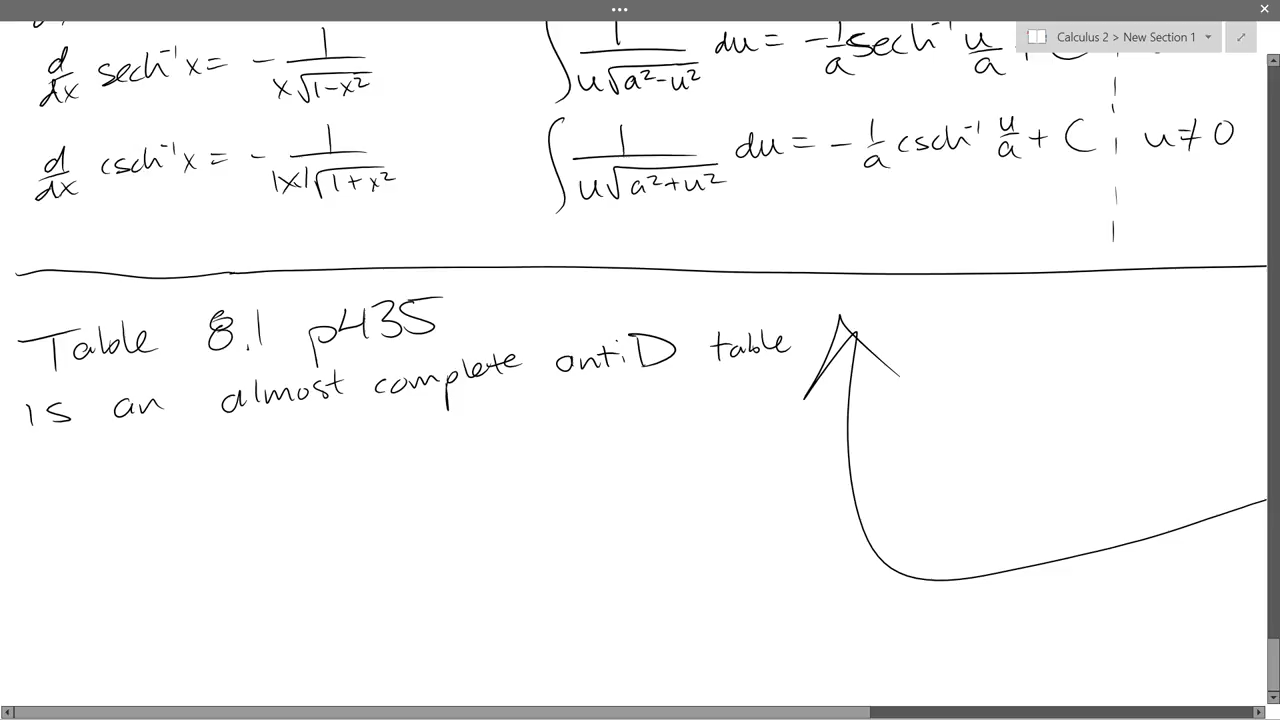 Calculus 2 > New Section 1
d/dx sech⁻¹x = - 1/(x√(1-x²))
∫ 1/(u√(a²-u²)) du = -1/a sech⁻¹ u/a + C
d/dx csch⁻¹x = - 1/(|x|√(1+x²))
∫ 1/(u√(a²+u²)) du = - 1/a csch⁻¹ u/a + C | u≠0
Table 8.1 p435
is an almost complete antiD table